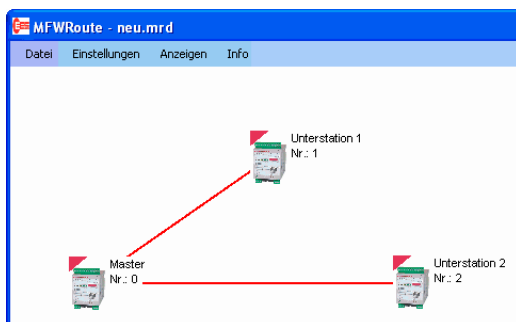 MFWRoute - neu.mrd
Datei Einstellungen Anzeigen Info
Unterstation 1
Nr.: 1
Master
Nr.: 0
Unterstation 2
Nr.: 2